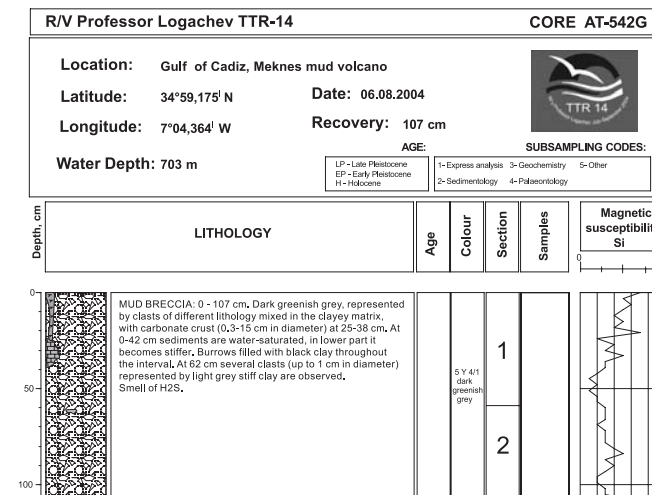 R/V Professor Logachev TTR-14
CORE AT-542G
Location: Gulf of Cadiz, Meknes mud volcano
Latitude: 34°59,175' N
Date: 06.08.2004
Longitude: 7°04,364' W
Recovery: 107 cm
Water Depth: 703 m
TTR 14
AGE:
LP - Late Pleistocene
EP - Early Pleistocene
H - Holocene
SUBSAMPLING CODES:
1- Express analysis 3- Geochemistry 5- Other
2- Sedimentology 4- Palaeontology
Depth, cm
LITHOLOGY
Age
Colour
Section
Samples
Magnetic
susceptibilit
Si
0
0
MUD BRECCIA: 0 - 107 cm. Dark greenish grey, represented
by clasts of different lithology mixed in the clayey matrix,
with carbonate crust (0.3-15 cm in diameter) at 25-38 cm. At
0-42 cm sediments are water-saturated, in lower part it
becomes stiffer. Burrows filled with black clay throughout
the interval. At 62 cm several clasts (up to 1 cm in diameter)
represented by light grey stiff clay are observed.
Smell of H2S.
5 Y 4/1
dark
greenish
grey
1
2
50
100